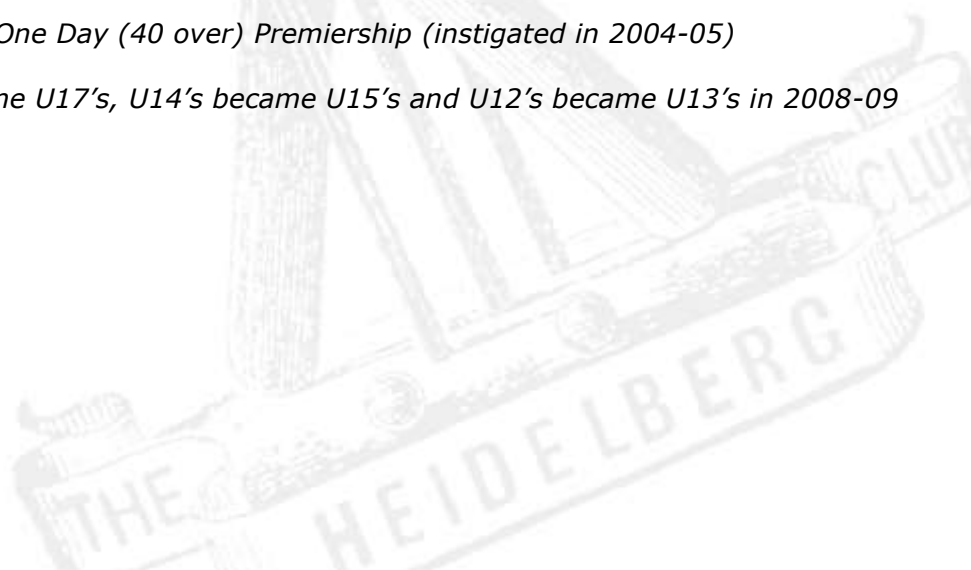 One Day (40 over) Premiership (instigated in 2004-05)
ne U17’s, U14’s became U15’s and U12’s became U13’s in 2008-09
CLUB
THE
HEIDELBERG